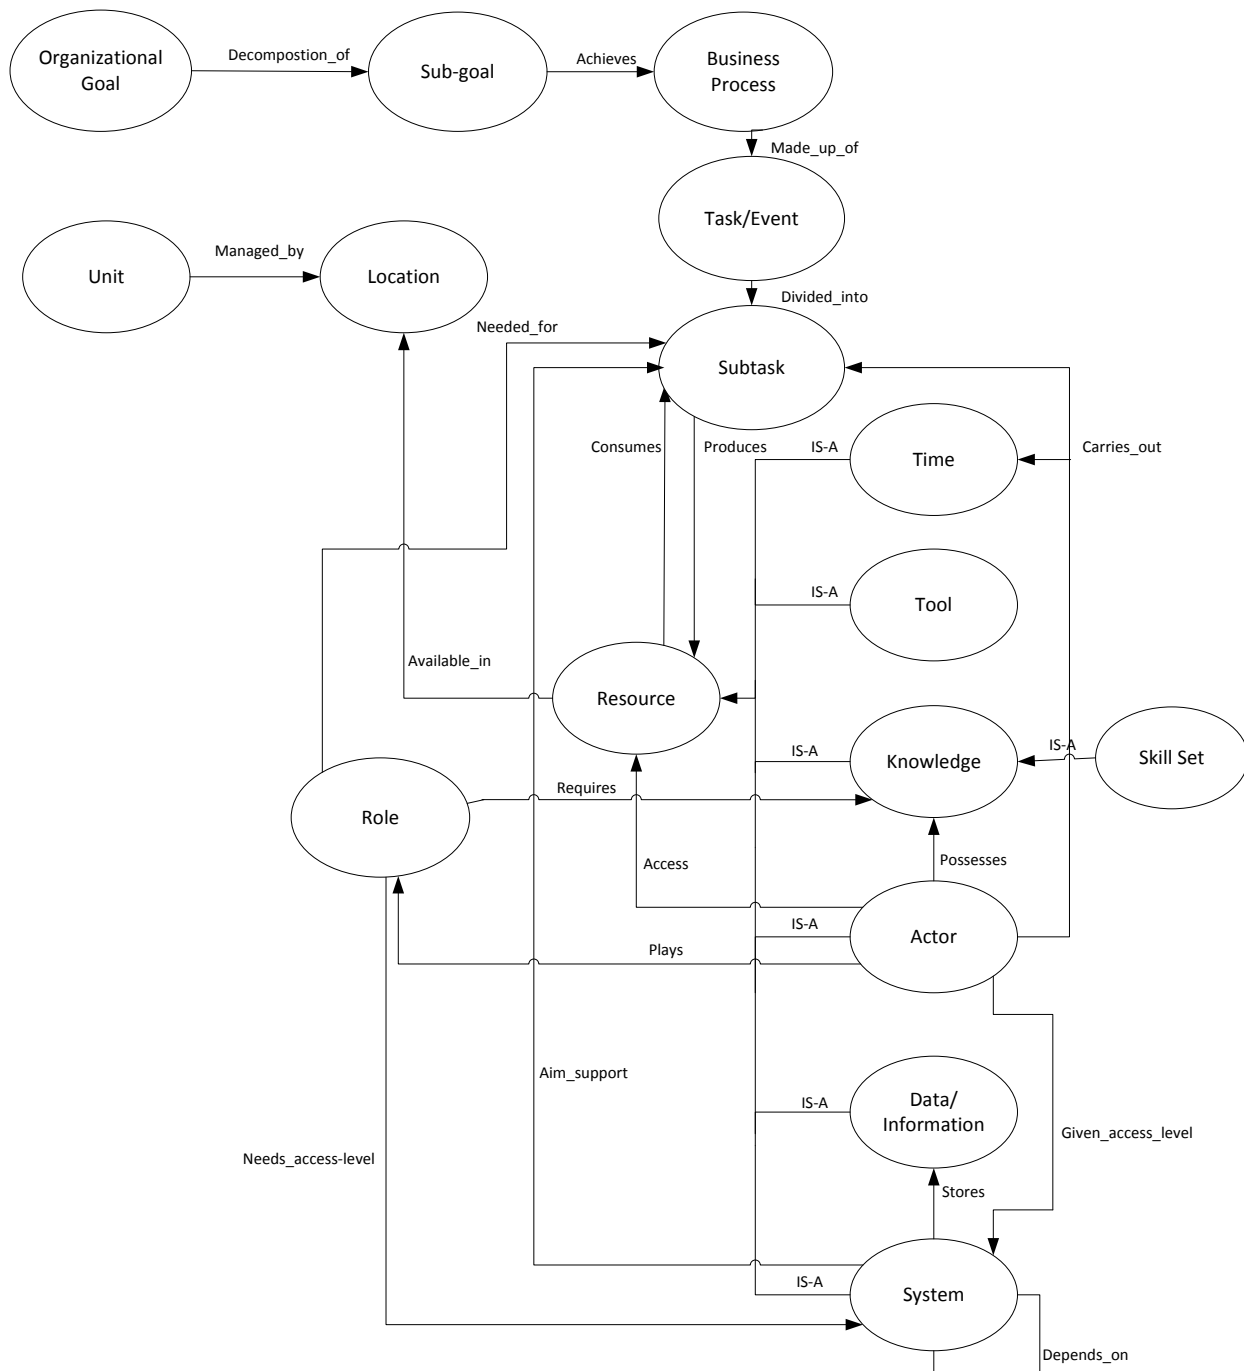 Organizational
Goal
Decompostion_of
Sub-goal
Achieves
Business
Process
Made_up_of
Task/Event
Unit
Managed_by
Location
Divided_into
Needed_for
Subtask
Consumes
Produces
IS-A
Time
Carries_out
IS-A
Tool
Available_in
Resource
IS-A
Knowledge
IS-A
Skill Set
Requires
Role
Access
Possesses
IS-A
Actor
Plays
Aim_support
IS-A
Data/
Information
Given_access_level
Needs_access-level
Stores
IS-A
System
Depends_on